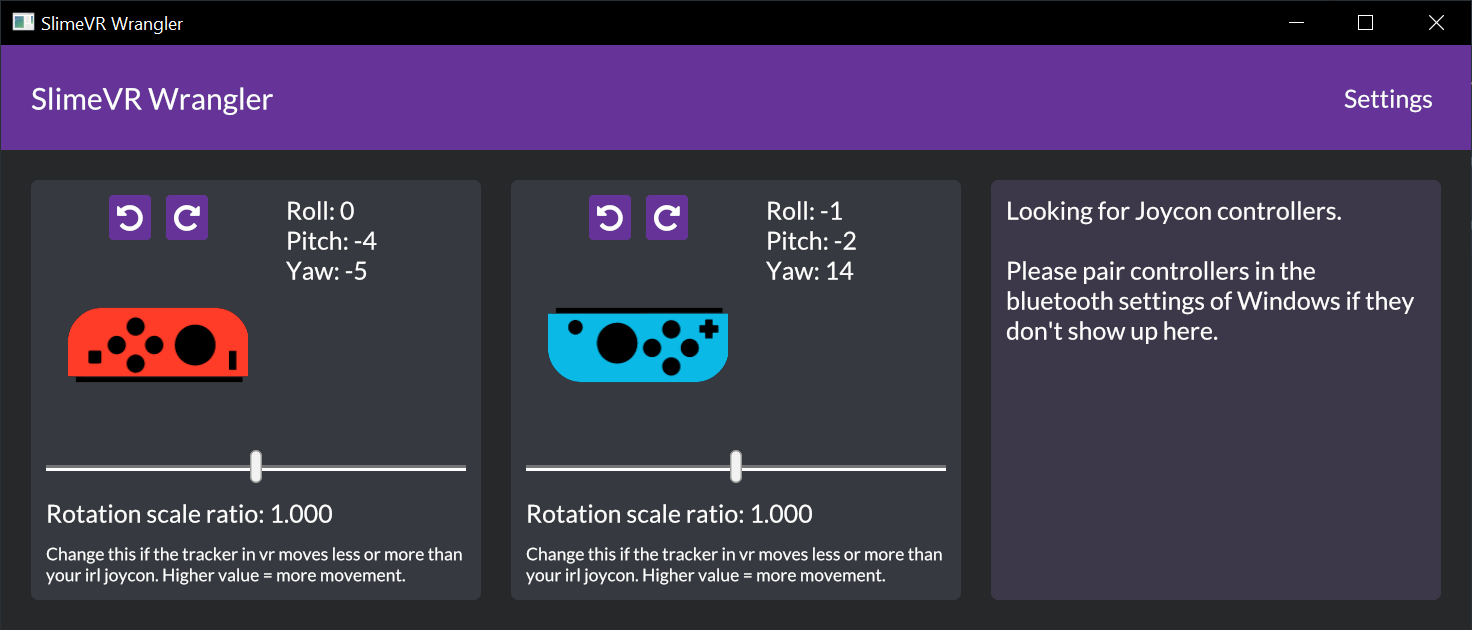 SlimeVR Wrangler
SlimeVR Wrangler
Settings
Roll: 0
Pitch: -4
Yaw: -5
Rotation scale ratio: 1.000
Change this if the tracker in vr moves less or more than
your irl joycon. Higher value = more movement.
Roll: -1
Pitch: -2
Yaw: 14
Rotation scale ratio: 1.000
Change this if the tracker in vr moves less or more than
your irl joycon. Higher value = more movement.
Looking for Joycon controllers.
Please pair controllers in the
bluetooth settings of Windows if they
don't show up here.